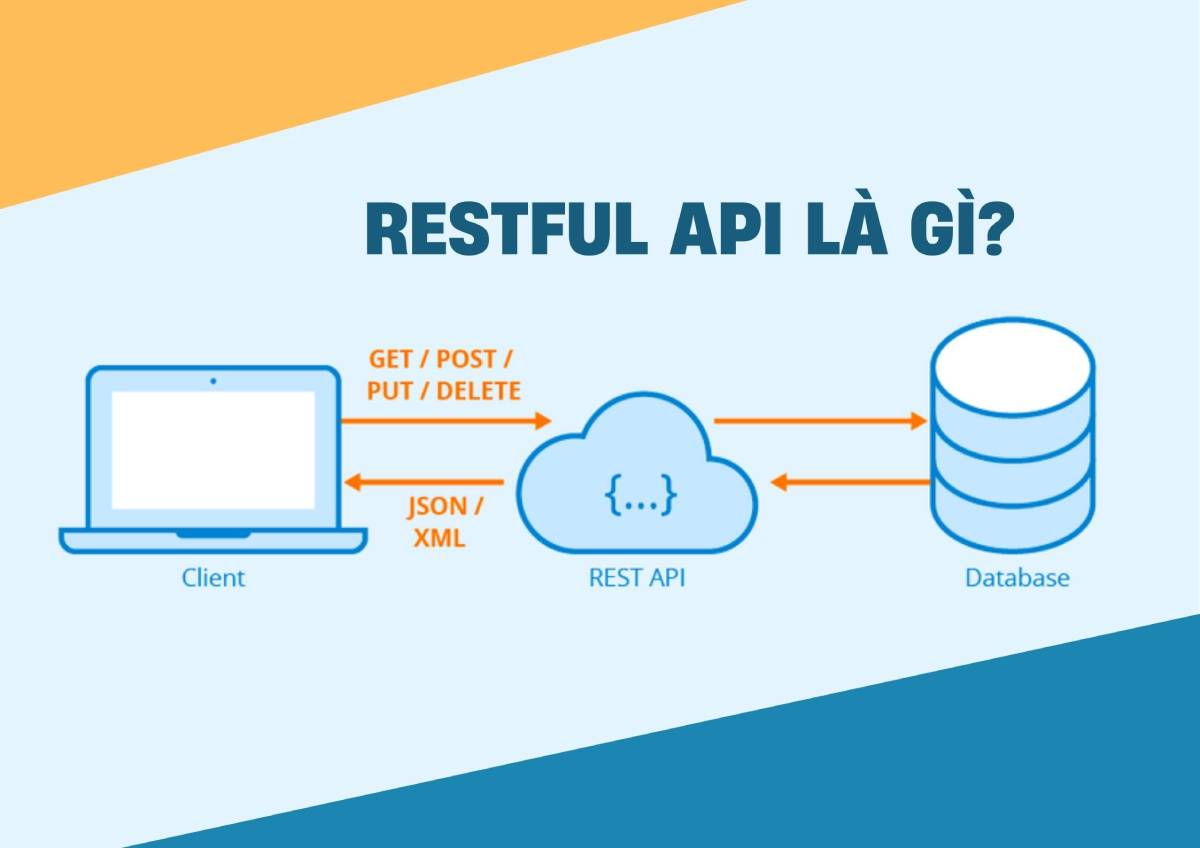 RESTFUL API LÀ GÌ?
GET / POST /
PUT / DELETE
{...}
JSON /
XML
Client
REST API
Database